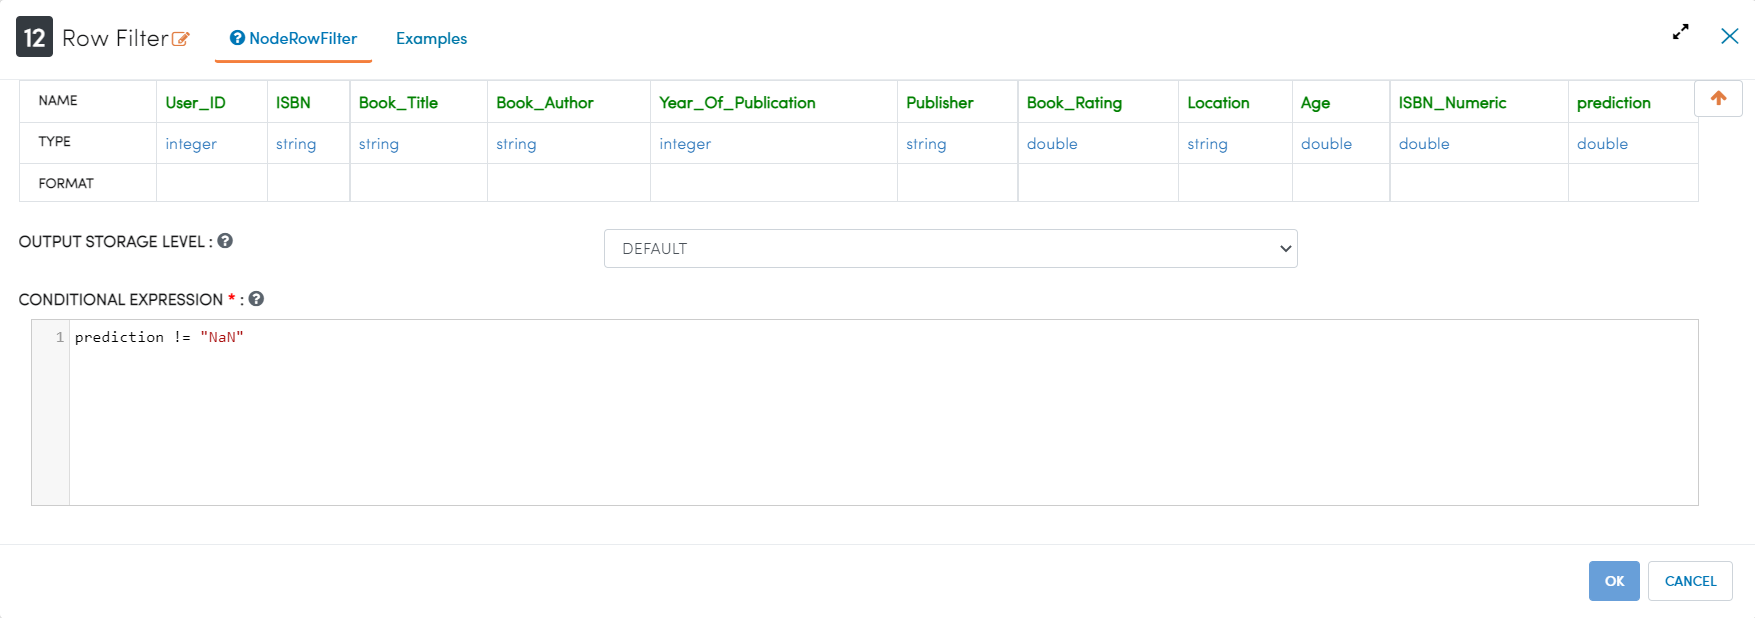 12 Row Filter NodeRowFilter Examples
NAME User_ID ISBN Book_Title Book_Author Year_Of_Publication Publisher Book_Rating Location Age ISBN_Numeric prediction
TYPE integer string string string integer string double string double double double
FORMAT
OUTPUT STORAGE LEVEL : DEFAULT
CONDITIONAL EXPRESSION * :
1 prediction != "NaN"
OK CANCEL